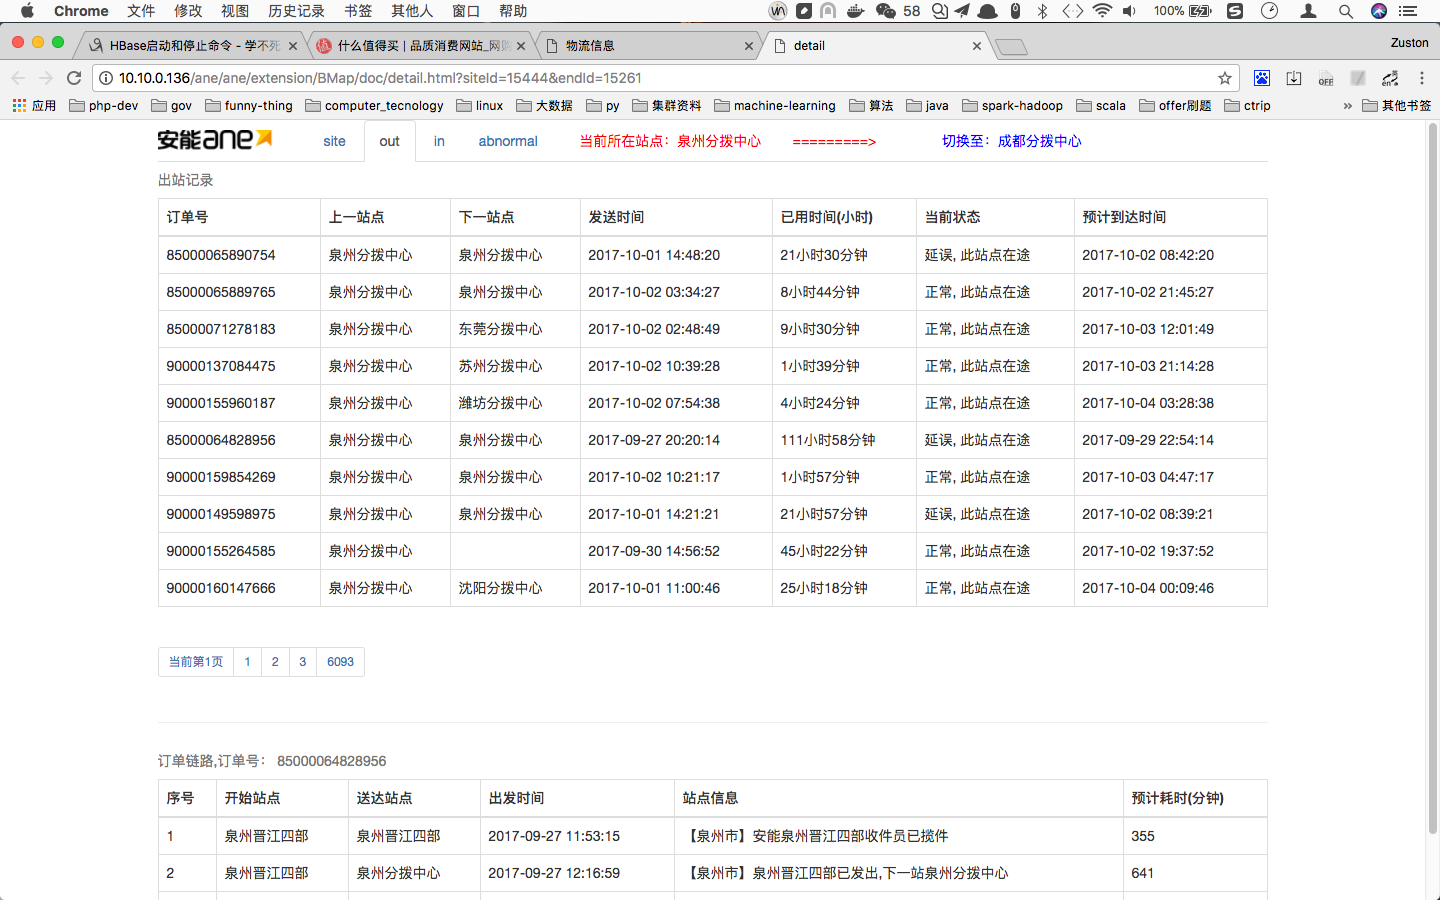 Chrome 文件 修改 视图 历史记录 书签 其他人 窗口 帮助 58 100%
HBase启动和停止命令 - 学不死 什么值得买 | 品质消费网站_网购 物流信息 detail Zuston
10.10.0.136/ane/ane/extension/BMap/doc/detail.html?siteId=15444&endId=15261
应用 php-dev gov funny-thing computer_tecnology linux 大数据 py 集群资料 machine-learning 算法 java spark-hadoop scala offer刷题 ctrip » 其他书签
安能ane site out in abnormal 当前所在站点：泉州分拨中心 =========> 切换至：成都分拨中心
出站记录
订单号 上一站点 下一站点 发送时间 已用时间(小时) 当前状态 预计到达时间
85000065890754 泉州分拨中心 泉州分拨中心 2017-10-01 14:48:20 21小时30分钟 延误, 此站点在途 2017-10-02 08:42:20
85000065889765 泉州分拨中心 泉州分拨中心 2017-10-02 03:34:27 8小时44分钟 正常, 此站点在途 2017-10-02 21:45:27
85000071278183 泉州分拨中心 东莞分拨中心 2017-10-02 02:48:49 9小时30分钟 正常, 此站点在途 2017-10-03 12:01:49
90000137084475 泉州分拨中心 苏州分拨中心 2017-10-02 10:39:28 1小时39分钟 正常, 此站点在途 2017-10-03 21:14:28
90000155960187 泉州分拨中心 潍坊分拨中心 2017-10-02 07:54:38 4小时24分钟 正常, 此站点在途 2017-10-04 03:28:38
85000064828956 泉州分拨中心 泉州分拨中心 2017-09-27 20:20:14 111小时58分钟 延误, 此站点在途 2017-09-29 22:54:14
90000159854269 泉州分拨中心 泉州分拨中心 2017-10-02 10:21:17 1小时57分钟 正常, 此站点在途 2017-10-03 04:47:17
90000149598975 泉州分拨中心 泉州分拨中心 2017-10-01 14:21:21 21小时57分钟 延误, 此站点在途 2017-10-02 08:39:21
90000155264585 泉州分拨中心 2017-09-30 14:56:52 45小时22分钟 正常, 此站点在途 2017-10-02 19:37:52
90000160147666 泉州分拨中心 沈阳分拨中心 2017-10-01 11:00:46 25小时18分钟 正常, 此站点在途 2017-10-04 00:09:46
当前第1页 1 2 3 6093
订单链路,订单号： 85000064828956
序号 开始站点 送达站点 出发时间 站点信息 预计耗时(分钟)
1 泉州晋江四部 泉州晋江四部 2017-09-27 11:53:15 【泉州市】安能泉州晋江四部收件员已揽件 355
2 泉州晋江四部 泉州分拨中心 2017-09-27 12:16:59 【泉州市】泉州晋江四部已发出,下一站泉州分拨中心 641